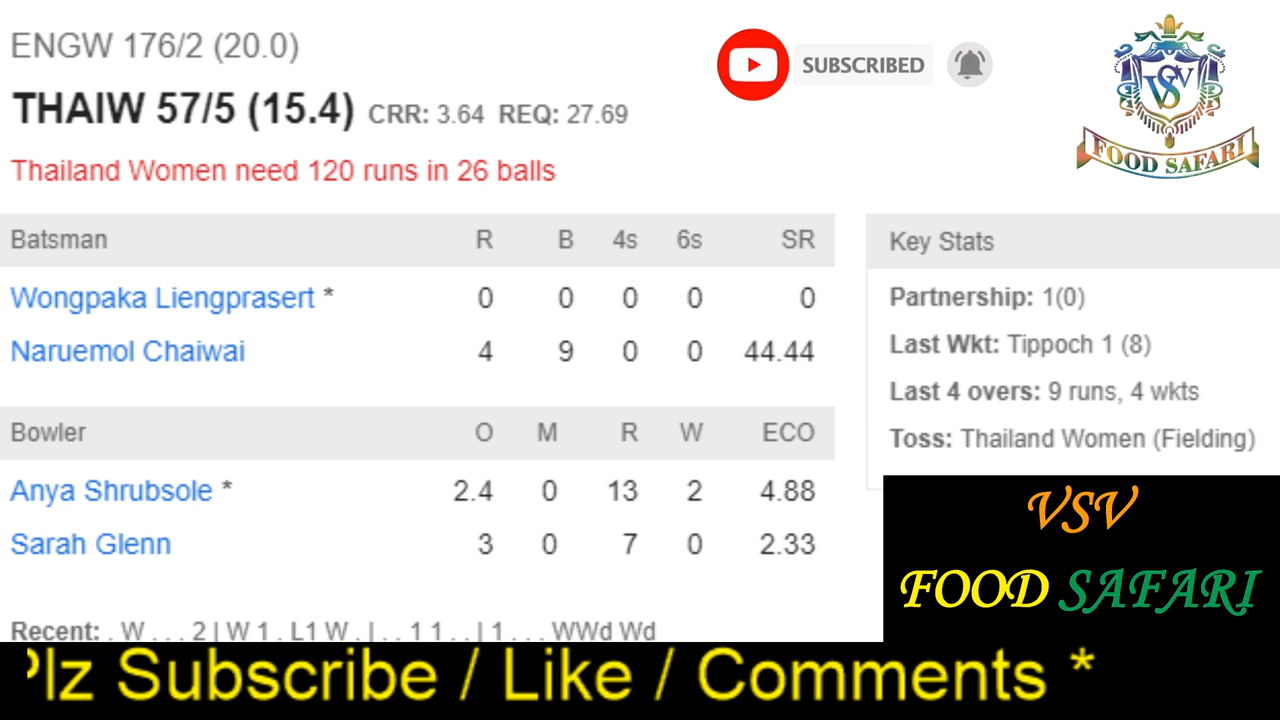 ENGW 176/2 (20.0)
THAIW 57/5 (15.4) CRR: 3.64 REQ: 27.69
Thailand Women need 120 runs in 26 balls
SUBSCRIBED
VSV
FOOD SAFARI
Batsman R B 4s 6s SR
Wongpaka Liengprasert * 0 0 0 0 0
Naruemol Chaiwai 4 9 0 0 44.44
Bowler O M R W ECO
Anya Shrubsole * 2.4 0 13 2 4.88
Sarah Glenn 3 0 7 0 2.33
Recent: . W . . . 2 | W 1 . L1 W . | . . 1 1 . . | 1 . . . WWd Wd
Key Stats
Partnership: 1(0)
Last Wkt: Tippoch 1 (8)
Last 4 overs: 9 runs, 4 wkts
Toss: Thailand Women (Fielding)
VSV
FOOD SAFARI
Plz Subscribe / Like / Comments *